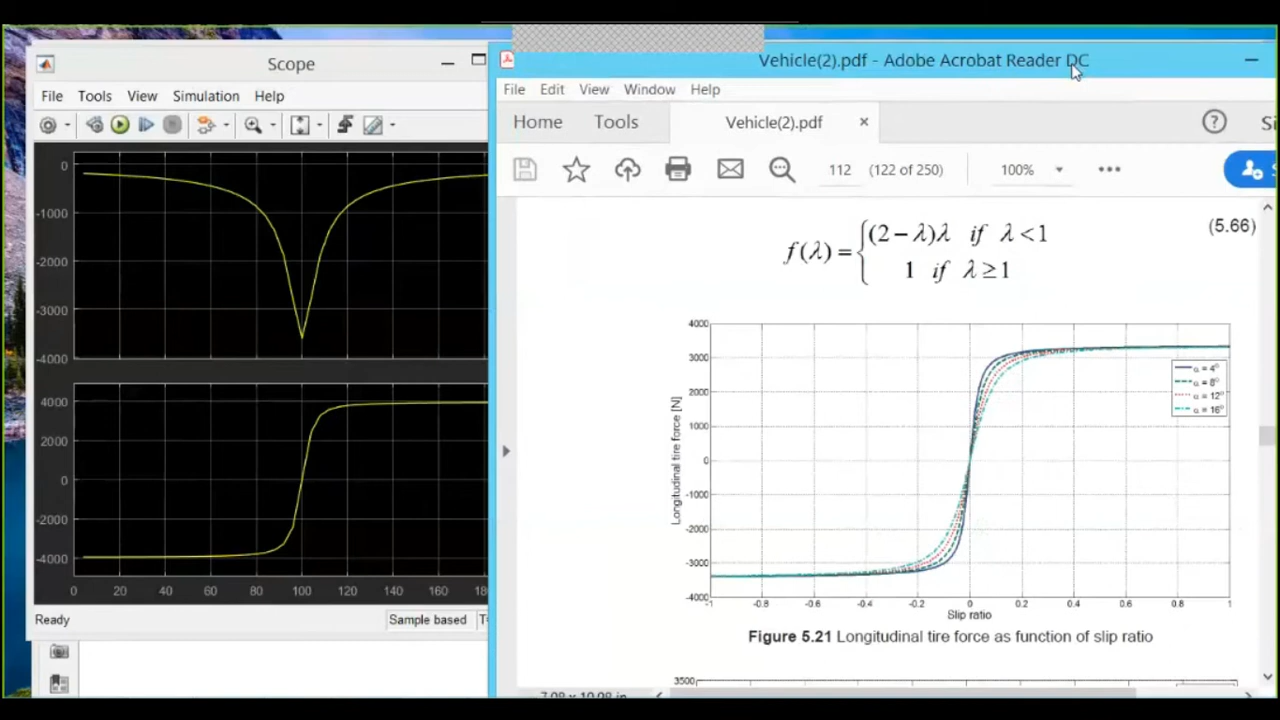 Scope
File Tools View Simulation Help
0
-1000
-2000
-3000
-4000
4000
2000
0
-2000
-4000
0 20 40 60 80 100 120 140 160
Ready
Sample based
Vehicle(2).pdf - Adobe Acrobat Reader DC
File Edit View Window Help
Home Tools Vehicle(2).pdf ×
112 (122 of 250) 100%
f(λ) = {(2 − λ)λ if λ < 1
1 if λ ≥ 1
(5.66)
4000
3000
2000
1000
0
-1000
-2000
-3000
-4000
Longitudinal tire force [N]
α = 4°
α = 8°
α = 12°
α = 16°
-1 -0.8 -0.6 -0.4 -0.2 0 0.2 0.4 0.6 0.8 1
Slip ratio
Figure 5.21 Longitudinal tire force as function of slip ratio
3500